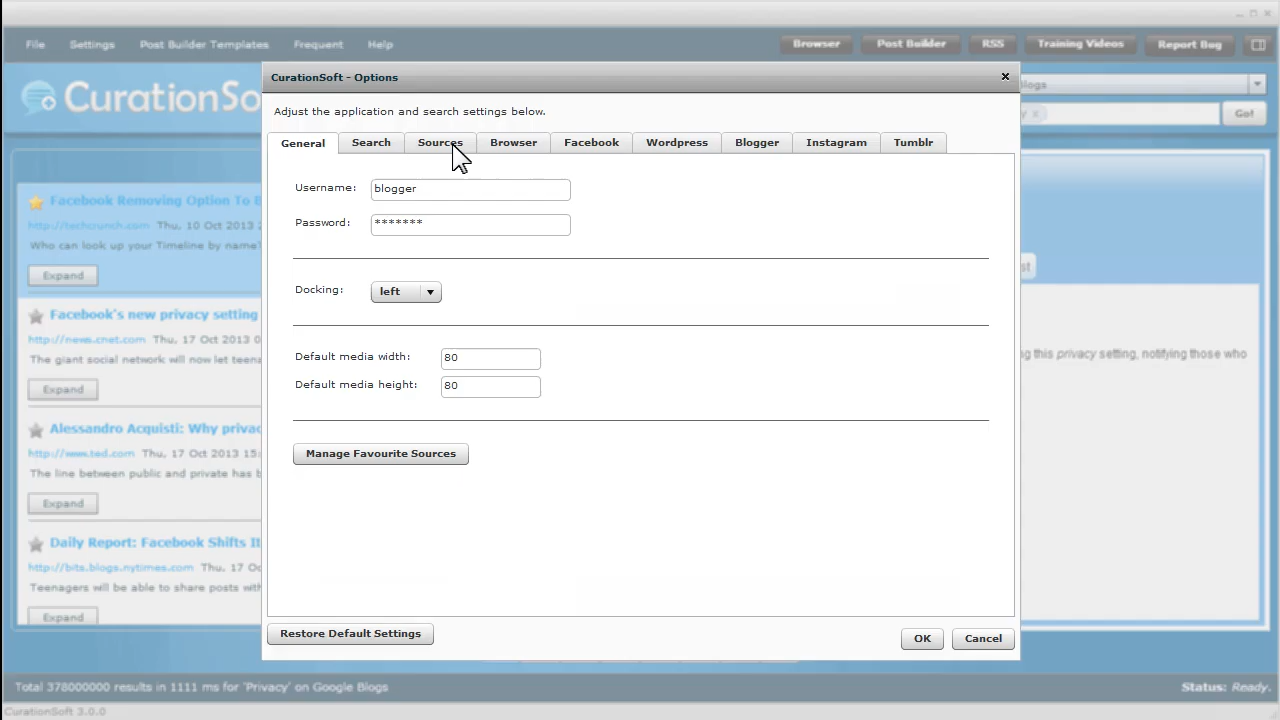 File Settings Post Builder Templates Frequent Help Browser Post Builder RSS Training Videos Report Bug
CurationSo
logs
x
Go!
CurationSoft - Options
Adjust the application and search settings below.
General Search Sources Browser Facebook Wordpress Blogger Instagram Tumblr
Username: blogger
Password: *******
Docking: left
Default media width: 80
Default media height: 80
Manage Favourite Sources
Restore Default Settings
OK Cancel
Facebook Removing Option To
http://techcrunch.com Thu, 10 Oct 2013
Who can look up your Timeline by name?
Expand
Facebook's new privacy setting
http://news.cnet.com Thu, 17 Oct 2013 0
The giant social network will now let teen
Expand
Alessandro Acquisti: Why privac
http://www.ted.com Thu, 17 Oct 2013 15:
The line between public and private has b
Expand
Daily Report: Facebook Shifts It
http://bits.blogs.nytimes.com Thu, 17 O
Teenagers will be able to share posts with
Expand
st
g this privacy setting, notifying those who
Total 378000000 results in 1111 ms for 'Privacy' on Google Blogs
Status: Ready.
CurationSoft 3.0.0